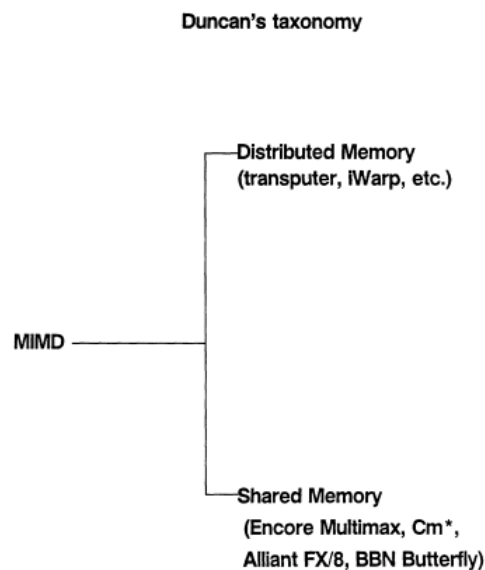 Duncan's taxonomy
Distributed Memory
(transputer, iWarp, etc.)
MIMD
Shared Memory
(Encore Multimax, Cm*,
Alliant FX/8, BBN Butterfly)